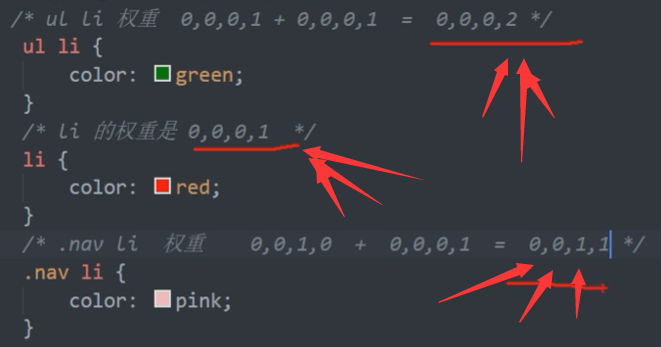 /* ul li 权重  0,0,0,1 + 0,0,0,1  =  0,0,0,2 */
ul li {
color: green;
}
/* li 的权重是 0,0,0,1  */
li {
color: red;
}
/* .nav li  权重   0,0,1,0  +  0,0,0,1  =  0,0,1,1 */
.nav li {
color: pink;
}